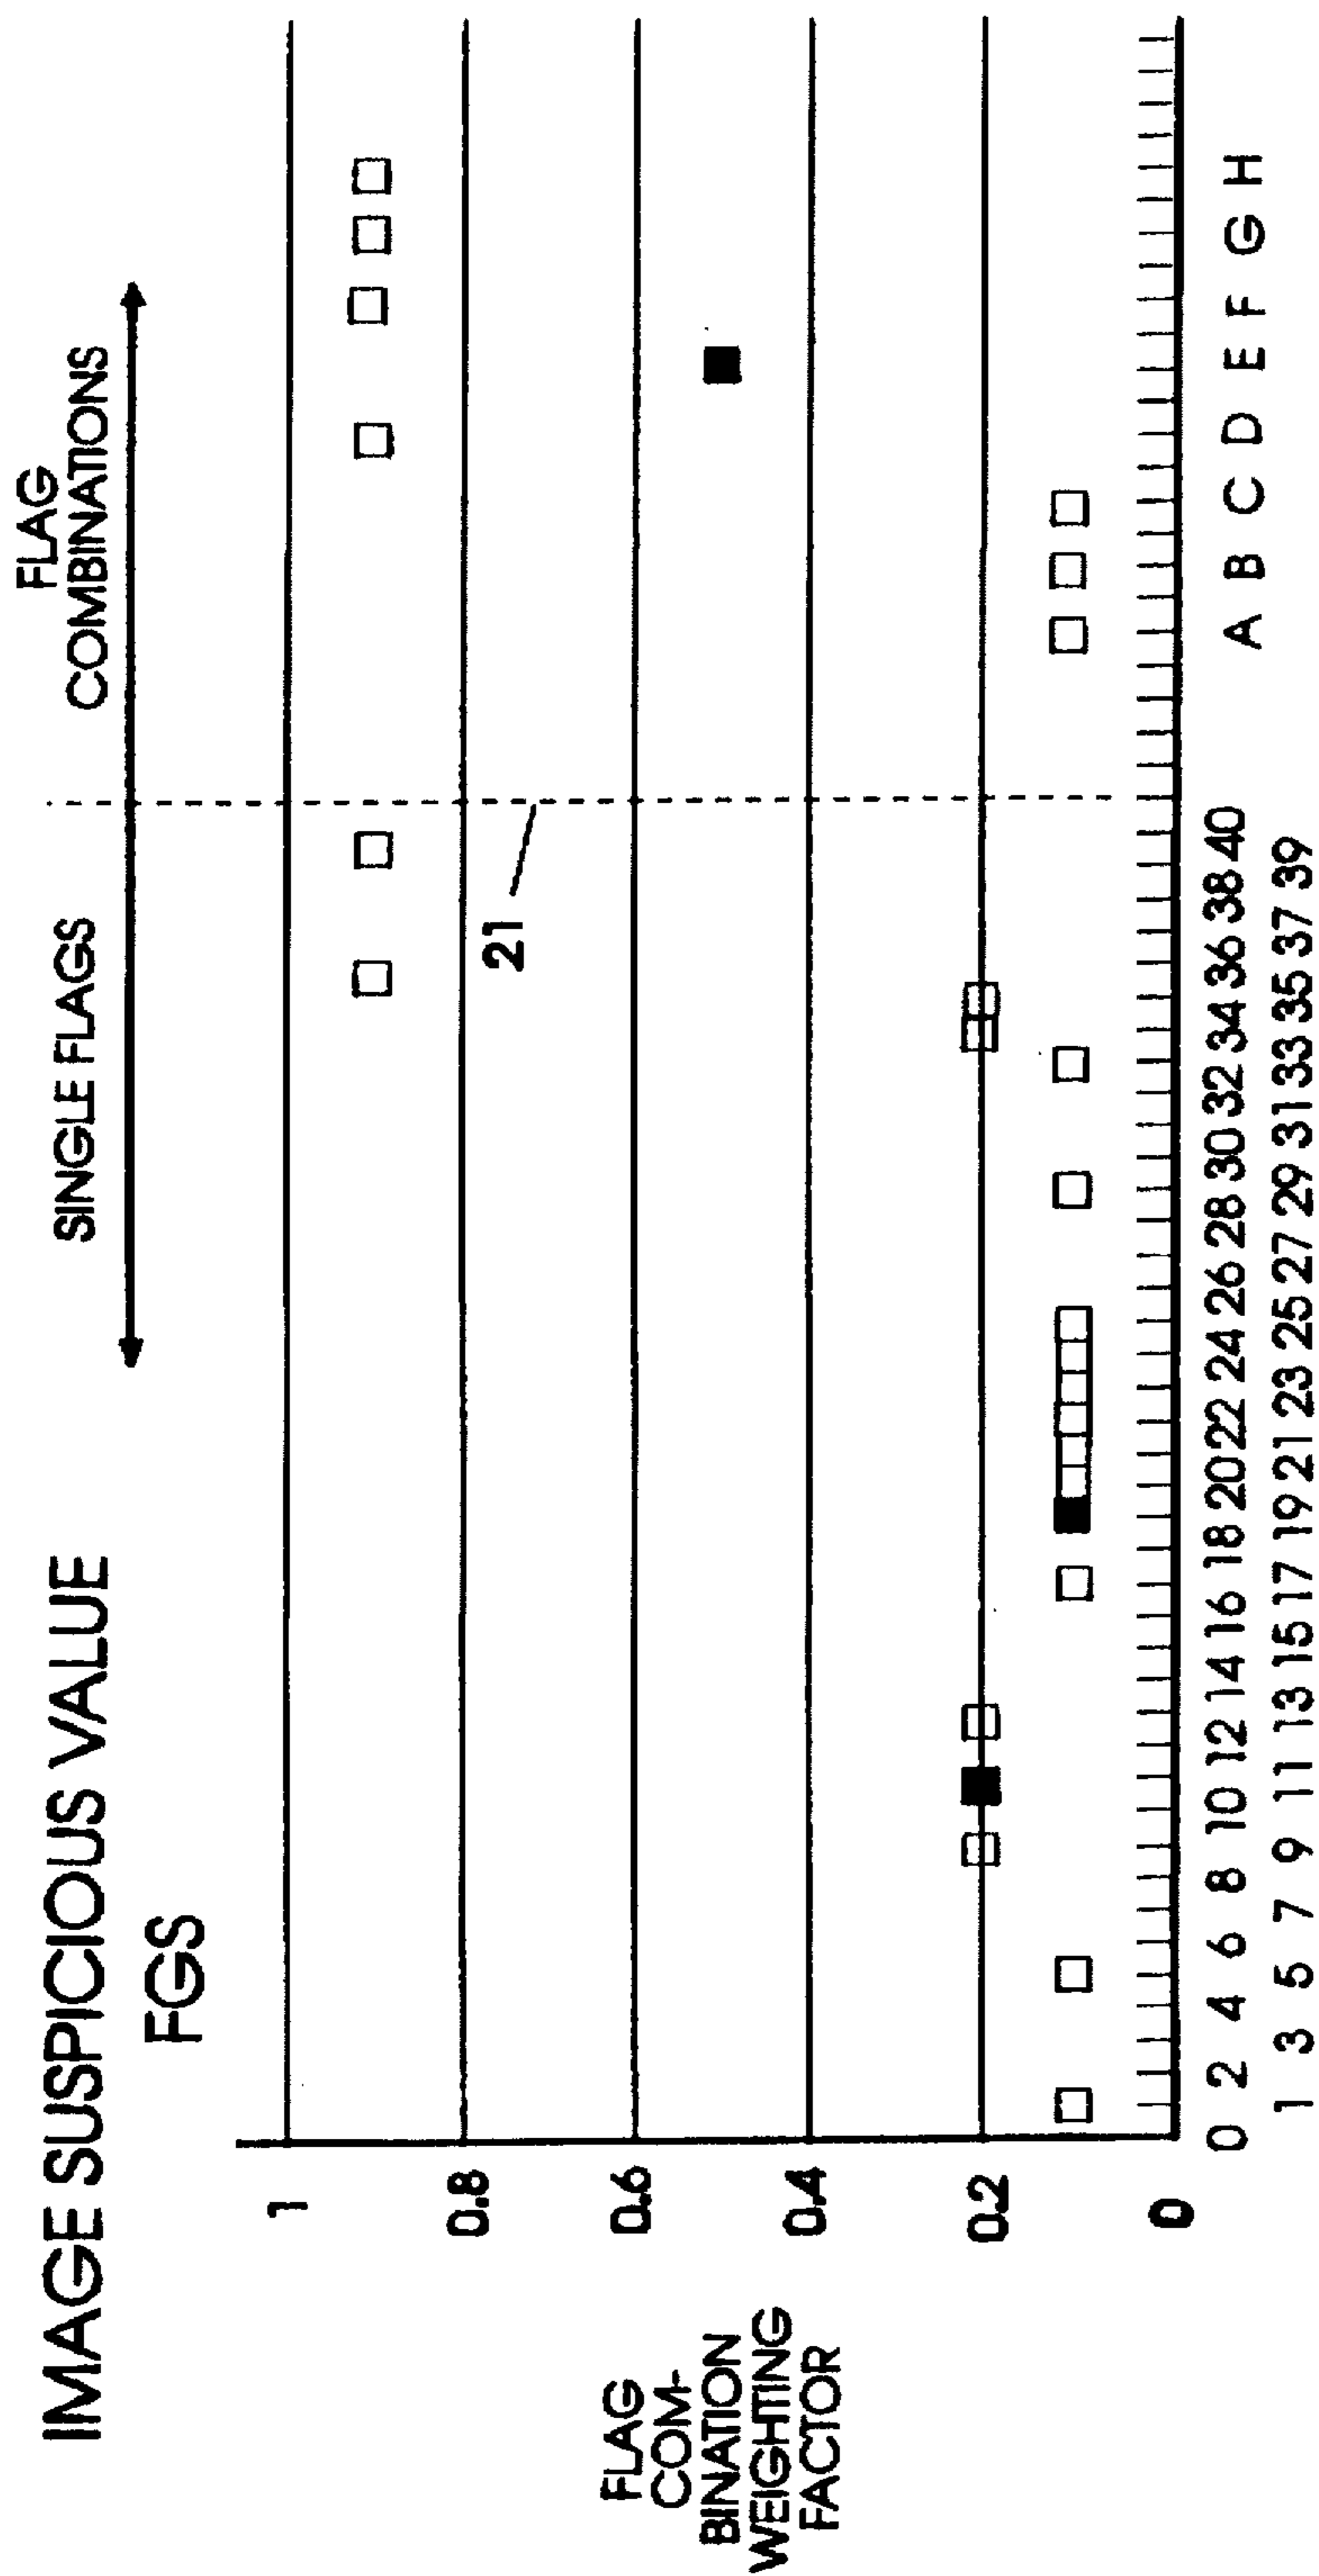 IMAGE SUSPICIOUS VALUE
FGS
SINGLE FLAGS
FLAG
COMBINATIONS
FLAG
COM-
BINATION
WEIGHTING
FACTOR
1
0.8
0.6
0.4
0.2
0
21
0 2 4 6 8 10 12 14 16 18 20 22 24 26 28 30 32 34 36 38 40 A B C D E F G H
1 3 5 7 9 11 13 15 17 19 21 23 25 27 29 31 33 35 37 39